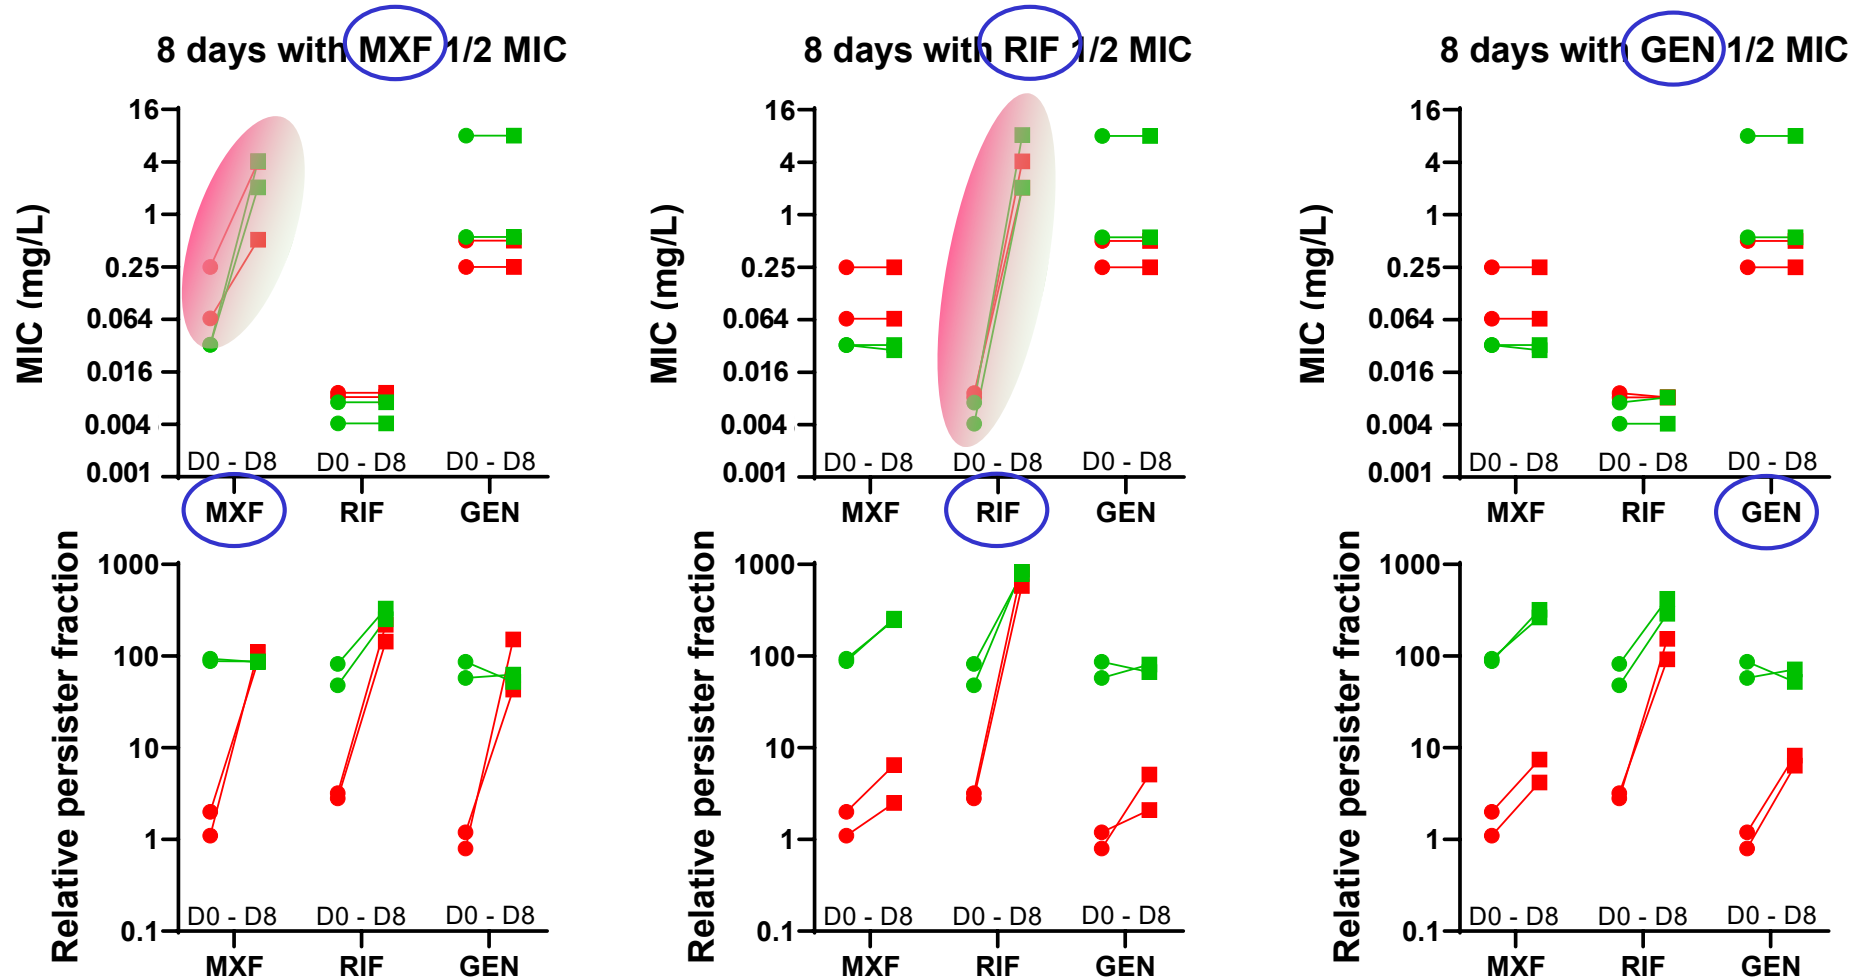 8 days with MXF 1/2 MIC
MIC (mg/L)
16
4
1
0.25
0.064
0.016
0.004
0.001
D0 - D8 D0 - D8 D0 - D8
MXF RIF GEN
8 days with RIF 1/2 MIC
MIC (mg/L)
16
4
1
0.25
0.064
0.016
0.004
0.001
D0 - D8 D0 - D8 D0 - D8
MXF RIF GEN
8 days with GEN 1/2 MIC
MIC (mg/L)
16
4
1
0.25
0.064
0.016
0.004
0.001
D0 - D8 D0 - D8 D0 - D8
MXF RIF GEN
Relative persister fraction
1000
100
10
1
0.1
D0 - D8 D0 - D8 D0 - D8
MXF RIF GEN
Relative persister fraction
1000
100
10
1
0.1
D0 - D8 D0 - D8 D0 - D8
MXF RIF GEN
Relative persister fraction
1000
100
10
1
0.1
D0 - D8 D0 - D8 D0 - D8
MXF RIF GEN